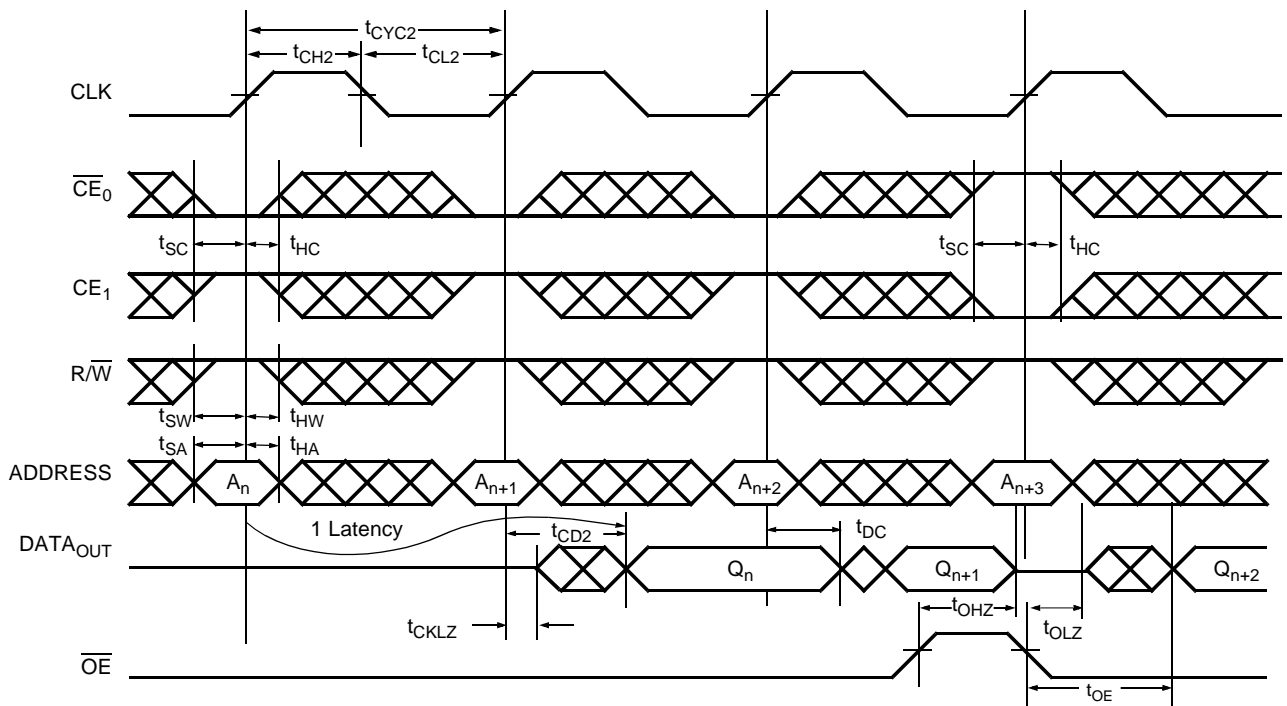 tCYC2
tCH2 tCL2
CLK
CE0
tSC tHC tSC tHC
CE1
R/W
tSW tHW
tSA tHA
ADDRESS An An+1 An+2 An+3
1 Latency tCD2 tDC
DATAOUT Qn Qn+1 Qn+2
tCKLZ tOHZ tOLZ
OE
tOE